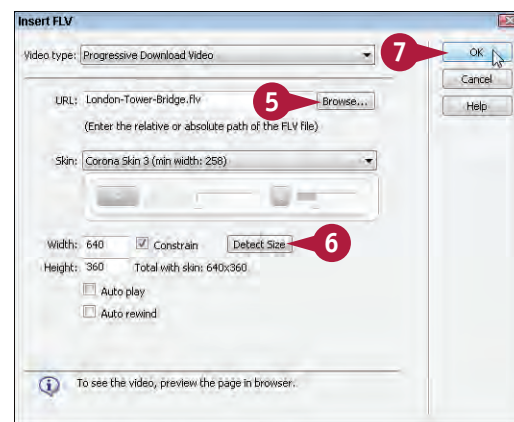 Insert FLV
Video type: Progressive Download Video
7
OK
Cancel
Help
URL: London-Tower-Bridge.flv
5
Browse...
(Enter the relative or absolute path of the FLV file)
Skin: Corona Skin 3 (min width: 258)
Width: 640 Constrain Detect Size
6
Height: 360 Total with skin: 640x360
Auto play
Auto rewind
To see the video, preview the page in browser.